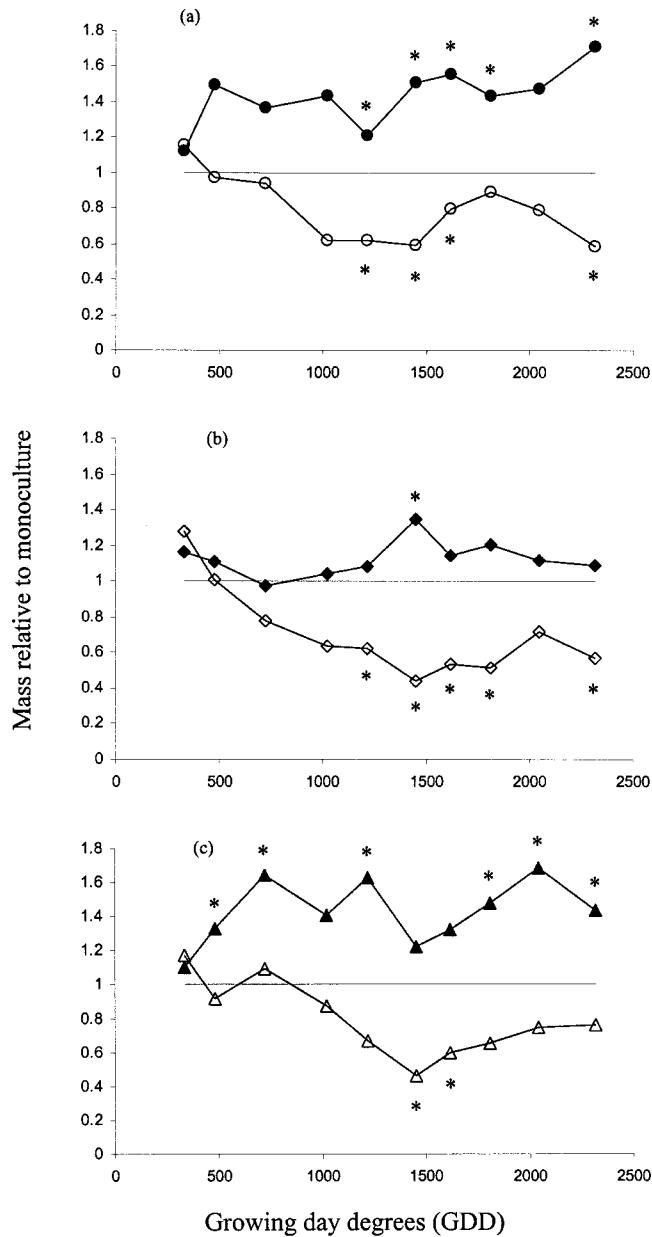 (a)
1.8
1.6
1.4
1.2
1
0.8
0.6
0.4
0.2
0
* * * * *
* * * *
0 500 1000 1500 2000 2500
Mass relative to monoculture
(b)
1.8
1.6
1.4
1.2
1
0.8
0.6
0.4
0.2
0
*
* * * * *
0 500 1000 1500 2000 2500
(c)
1.8
1.6
1.4
1.2
1
0.8
0.6
0.4
0.2
0
* * * * * *
* *
0 500 1000 1500 2000 2500
Growing day degrees (GDD)